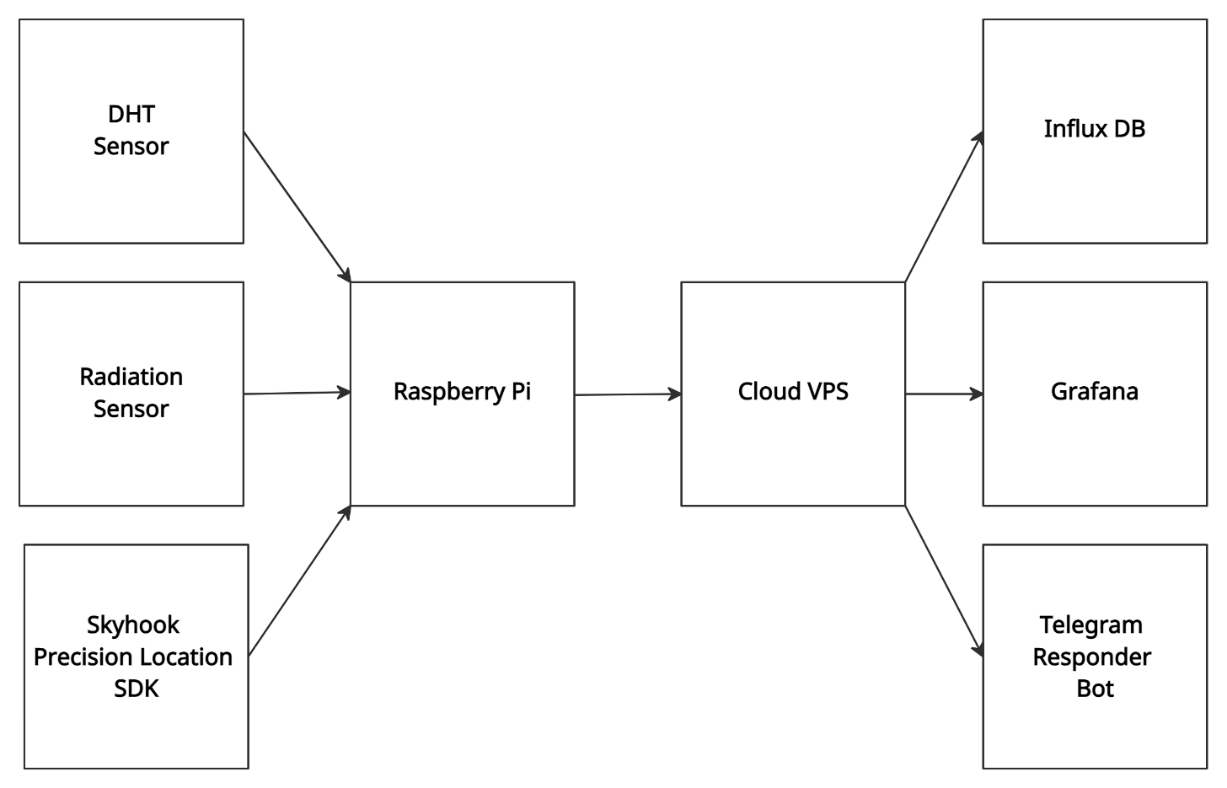 DHT
Sensor
Radiation
Sensor
Skyhook
Precision Location
SDK
Raspberry Pi
Cloud VPS
Influx DB
Grafana
Telegram
Responder
Bot